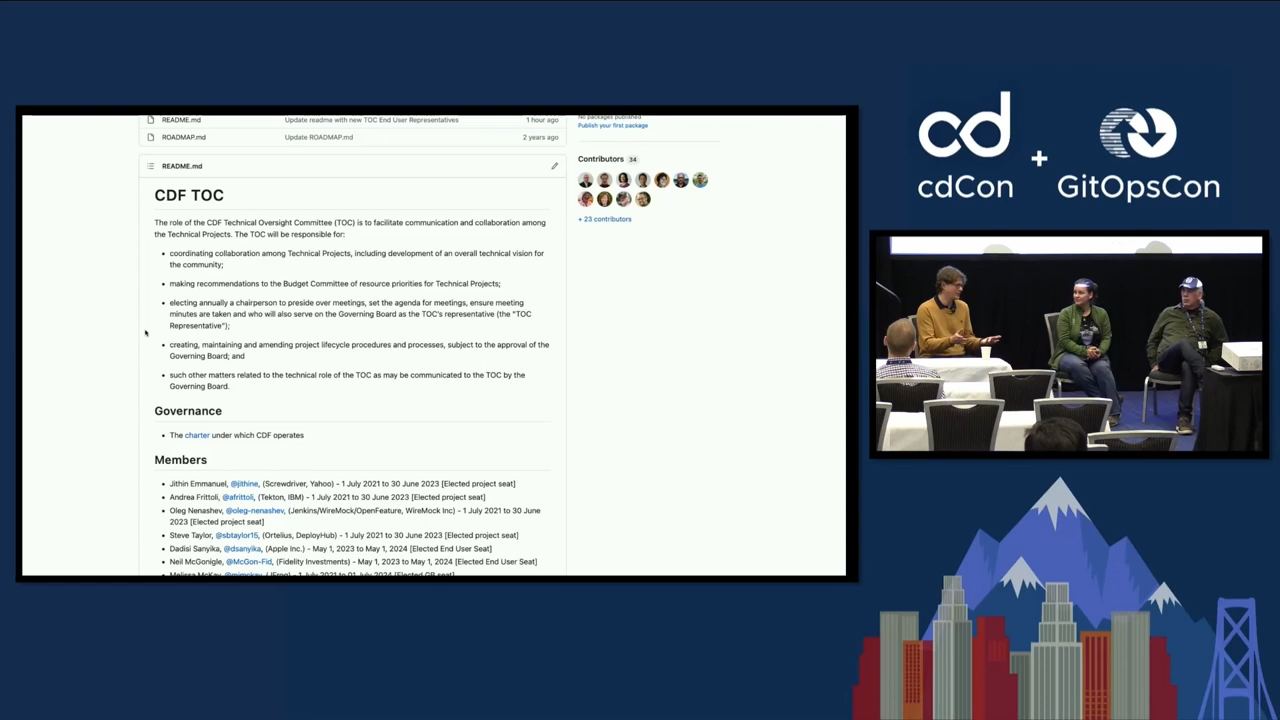 README.md Update readme with new TOC End User Representatives 1 hour ago
ROADMAP.md Update ROADMAP.md 2 years ago
README.md
CDF TOC
The role of the CDF Technical Oversight Committee (TOC) is to facilitate communication and collaboration among
the Technical Projects. The TOC will be responsible for:
• coordinating collaboration among Technical Projects, including development of an overall technical vision for
the community;
• making recommendations to the Budget Committee of resource priorities for Technical Projects;
• electing annually a chairperson to preside over meetings, set the agenda for meetings, ensure meeting
minutes are taken and who will also serve on the Governing Board as the TOC's representative (the "TOC
Representative");
• creating, maintaining and amending project lifecycle procedures and processes, subject to the approval of the
Governing Board; and
• such other matters related to the technical role of the TOC as may be communicated to the TOC by the
Governing Board.
Governance
• The charter under which CDF operates
Members
• Jithin Emmanuel, @jithine, (Screwdriver, Yahoo) - 1 July 2021 to 30 June 2023 [Elected project seat]
• Andrea Frittoli, @afrittoli, (Tekton, IBM) - 1 July 2021 to 30 June 2023 [Elected project seat]
• Oleg Nenashev, @oleg-nenashev, (Jenkins/WireMock/OpenFeature, WireMock Inc) - 1 July 2021 to 30 June
2023 [Elected project seat]
• Steve Taylor, @sbtaylor15, (Ortelius, DeployHub) - 1 July 2021 to 30 June 2023 [Elected project seat]
• Dadisi Sanyika, @dsanyika, (Apple Inc.) - May 1, 2023 to May 1, 2024 [Elected End User Seat]
• Neil McGonigle, @McGon-Fid, (Fidelity Investments) - May 1, 2023 to May 1, 2024 [Elected End User Seat]
• Melissa McKay, @mjmckay, (JFrog) - 1 July 2021 to 01 July 2024 [Elected GB seat]
No packages published
Publish your first package
Contributors 34
+ 23 contributors
cd
cdCon
+
GitOpsCon